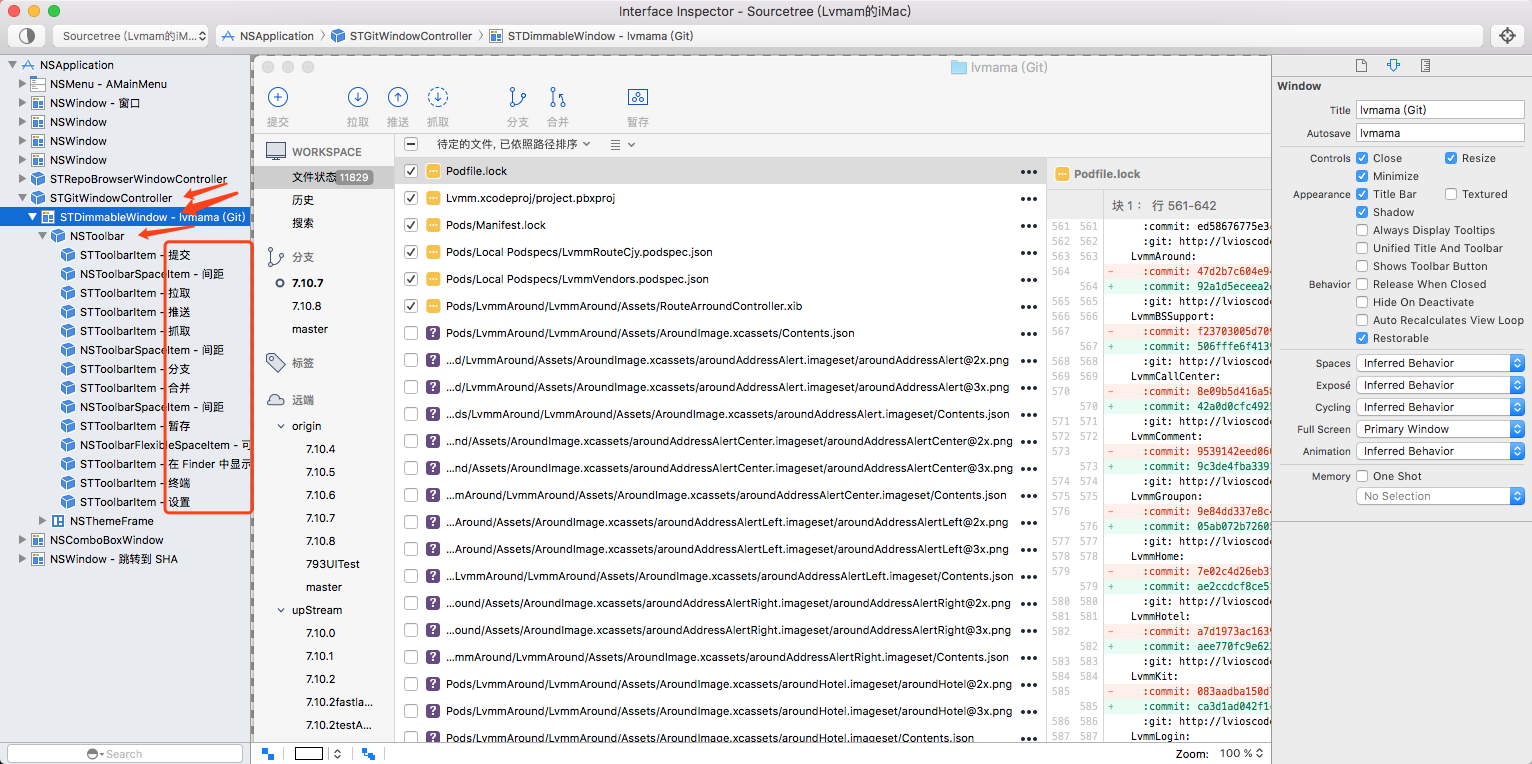 Interface Inspector - Sourcetree (Lvmam的iMac)
Sourcetree (Lvmam的iM...
NSApplication
STGitWindowController
STDimmableWindow - lvmama (Git)
NSApplication
NSMenu - AMainMenu
NSWindow - 窗口
NSWindow
NSWindow
NSWindow
STRepoBrowserWindowController
STGitWindowController
STDimmableWindow - lvmama (Git)
NSToolbar
STToolbarItem - 提交
NSToolbarSpaceItem - 间距
STToolbarItem - 拉取
STToolbarItem - 推送
STToolbarItem - 抓取
NSToolbarSpaceItem - 间距
STToolbarItem - 分支
STToolbarItem - 合并
NSToolbarSpaceItem - 间距
STToolbarItem - 暂存
NSToolbarFlexibleSpaceItem - 可
STToolbarItem - 在 Finder 中显示
STToolbarItem - 终端
STToolbarItem - 设置
NSThemeFrame
NSComboBoxWindow
NSWindow - 跳转到 SHA
Search
lvmama (Git)
提交
拉取
推送
抓取
分支
合并
暂存
WORKSPACE
文件状态 11829
历史
搜索
分支
7.10.7
7.10.8
master
标签
远端
origin
7.10.4
7.10.5
7.10.6
7.10.7
7.10.8
793UITest
master
upStream
7.10.0
7.10.1
7.10.2
7.10.2fastla...
7.10.2testA...
待定的文件, 已依照路径排序
Podfile.lock
Lvmm.xcodeproj/project.pbxproj
Pods/Manifest.lock
Pods/Local Podspecs/LvmmRouteCjy.podspec.json
Pods/Local Podspecs/LvmmVendors.podspec.json
Pods/LvmmAround/LvmmAround/Assets/RouteArroundController.xib
Pods/LvmmAround/LvmmAround/Assets/AroundImage.xcassets/Contents.json
...d/LvmmAround/Assets/AroundImage.xcassets/aroundAddressAlert.imageset/aroundAddressAlert@2x.png
...d/LvmmAround/Assets/AroundImage.xcassets/aroundAddressAlert.imageset/aroundAddressAlert@3x.png
...ds/LvmmAround/LvmmAround/Assets/AroundImage.xcassets/aroundAddressAlert.imageset/Contents.json
...nd/Assets/AroundImage.xcassets/aroundAddressAlertCenter.imageset/aroundAddressAlertCenter@2x.png
...nd/Assets/AroundImage.xcassets/aroundAddressAlertCenter.imageset/aroundAddressAlertCenter@3x.png
...mAround/LvmmAround/Assets/AroundImage.xcassets/aroundAddressAlertCenter.imageset/Contents.json
...Around/Assets/AroundImage.xcassets/aroundAddressAlertLeft.imageset/aroundAddressAlertLeft@2x.png
...Around/Assets/AroundImage.xcassets/aroundAddressAlertLeft.imageset/aroundAddressAlertLeft@3x.png
...LvmmAround/LvmmAround/Assets/AroundImage.xcassets/aroundAddressAlertLeft.imageset/Contents.json
...ound/Assets/AroundImage.xcassets/aroundAddressAlertRight.imageset/aroundAddressAlertRight@2x.png
...ound/Assets/AroundImage.xcassets/aroundAddressAlertRight.imageset/aroundAddressAlertRight@3x.png
...mmAround/LvmmAround/Assets/AroundImage.xcassets/aroundAddressAlertRight.imageset/Contents.json
Pods/LvmmAround/LvmmAround/Assets/AroundImage.xcassets/aroundHotel.imageset/aroundHotel@2x.png
Pods/LvmmAround/LvmmAround/Assets/AroundImage.xcassets/aroundHotel.imageset/aroundHotel@3x.png
Pods/LvmmAround/LvmmAround/Assets/AroundImage.xcassets/aroundHotel.imageset/Contents.json
Podfile.lock
块 1： 行 561-642
561 561 :commit: ed58676775e3
562 562 :git: http://lvioscode
563 563 LvmmAround:
564 - :commit: 47d2b7c604e9
564 + :commit: 92a1d5eceea2
565 565 :git: http://lvioscode
566 566 LvmmBSSupport:
567 - :commit: f23703005d709
567 + :commit: 506fffe6f4139
568 568 :git: http://lvioscode
569 569 LvmmCallCenter:
570 - :commit: 8e09b5d416a58
570 + :commit: 42a0d0cfc4925
571 571 :git: http://lvioscode
572 572 LvmmComment:
573 - :commit: 9539142eed06
573 + :commit: 9c3de4fba339
574 574 :git: http://lvioscode
575 575 LvmmGroupon:
576 - :commit: 9e84dd337e8c
576 + :commit: 05ab072b7260
577 577 :git: http://lvioscode
578 578 LvmmHome:
579 - :commit: 7e02c4d26eb3
579 + :commit: ae2ccdcf8ce5
580 580 :git: http://lvioscode
581 581 LvmmHotel:
582 - :commit: a7d1973ac1639
582 + :commit: aee770fc9e62
583 583 :git: http://lvioscode
584 584 LvmmKit:
585 - :commit: 083aadba150d
585 + :commit: ca3d1ad042f1
586 586 :git: http://lvioscode
587 587 LvmmLogin:
Zoom: 100 %
Window
Title lvmama (Git)
Autosave lvmama
Controls Close Resize
Minimize
Appearance Title Bar Textured
Shadow
Always Display Tooltips
Unified Title And Toolbar
Shows Toolbar Button
Behavior Release When Closed
Hide On Deactivate
Auto Recalculates View Loop
Restorable
Spaces Inferred Behavior
Exposé Inferred Behavior
Cycling Inferred Behavior
Full Screen Primary Window
Animation Inferred Behavior
Memory One Shot
No Selection